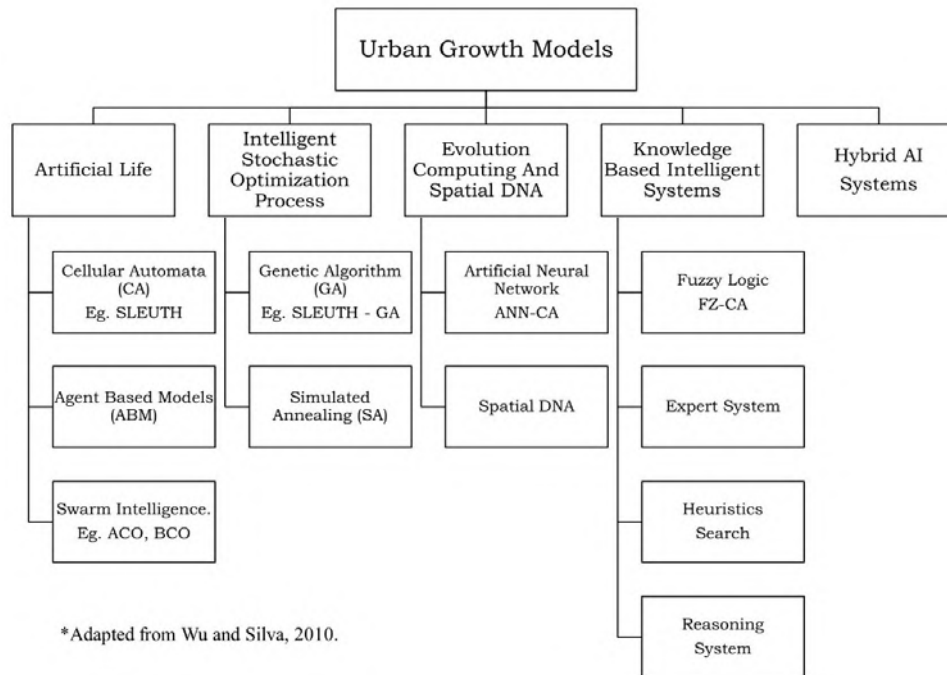 Urban Growth Models
Artificial Life
Intelligent
Stochastic
Optimization
Process
Evolution
Computing And
Spatial DNA
Knowledge
Based Intelligent
Systems
Hybrid AI
Systems
Cellular Automata
(CA)
Eg. SLEUTH
Genetic Algorithm
(GA)
Eg. SLEUTH - GA
Artificial Neural
Network
ANN-CA
Fuzzy Logic
FZ-CA
Agent Based Models
(ABM)
Simulated
Annealing (SA)
Spatial DNA
Expert System
Swarm Intelligence.
Eg. ACO, BCO
Heuristics
Search
Reasoning
System
*Adapted from Wu and Silva, 2010.